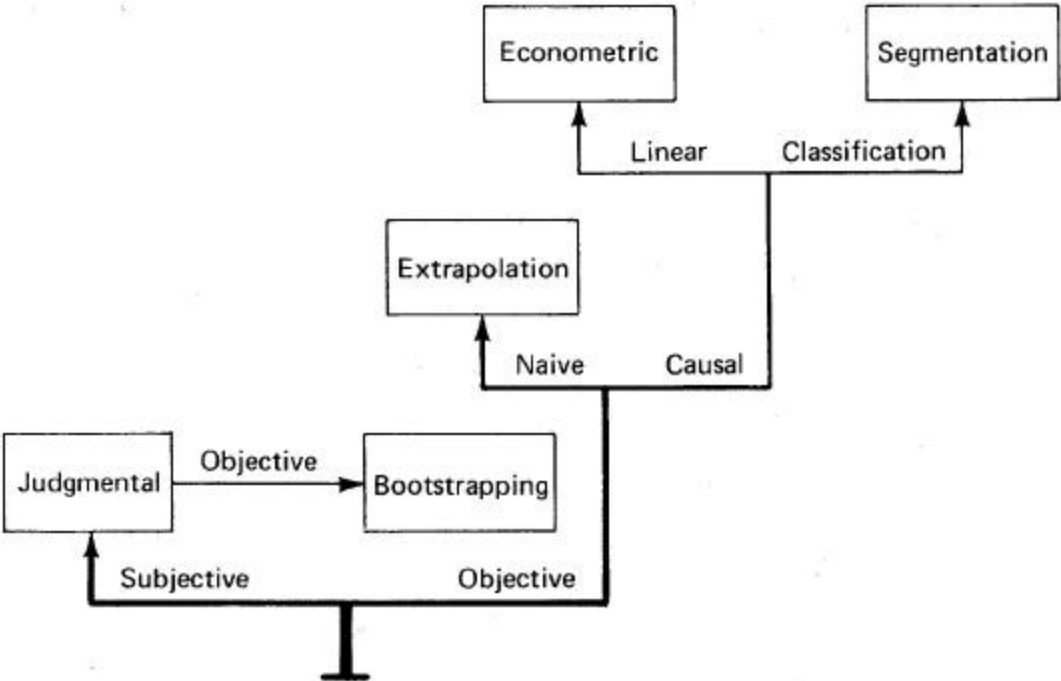 Econometric
Segmentation
Linear
Classification
Extrapolation
Naive
Causal
Judgmental
Objective
Bootstrapping
Subjective
Objective